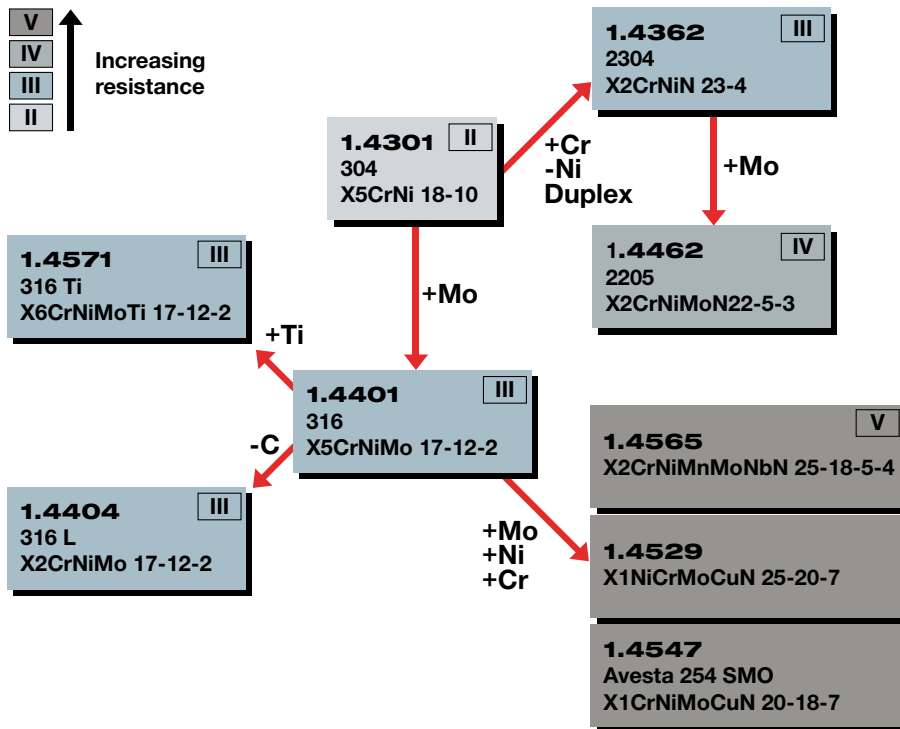 V
IV
III
II
Increasing
resistance
1.4362
III
2304
X2CrNiN 23-4
1.4301
II
304
X5CrNi 18-10
+Cr
-Ni
Duplex
+Mo
1.4462
IV
2205
X2CrNiMoN22-5-3
1.4571
III
316 Ti
X6CrNiMoTi 17-12-2
+Mo
+Ti
1.4401
III
316
X5CrNiMo 17-12-2
-C
1.4404
III
316 L
X2CrNiMo 17-12-2
+Mo
+Ni
+Cr
V
1.4565
X2CrNiMnMoNbN 25-18-5-4
1.4529
X1NiCrMoCuN 25-20-7
1.4547
Avesta 254 SMO
X1CrNiMoCuN 20-18-7